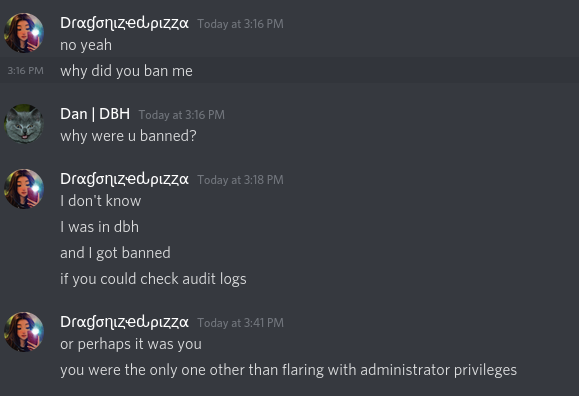 Drαɠσɳιȥҽԃριȥȥα Today at 3:16 PM
no yeah
3:16 PM why did you ban me
Dan | DBH Today at 3:16 PM
why were u banned?
Drαɠσɳιȥҽԃριȥȥα Today at 3:18 PM
I don't know
I was in dbh
and I got banned
if you could check audit logs
Drαɠσɳιȥҽԃριȥȥα Today at 3:41 PM
or perhaps it was you
you were the only one other than flaring with administrator privileges